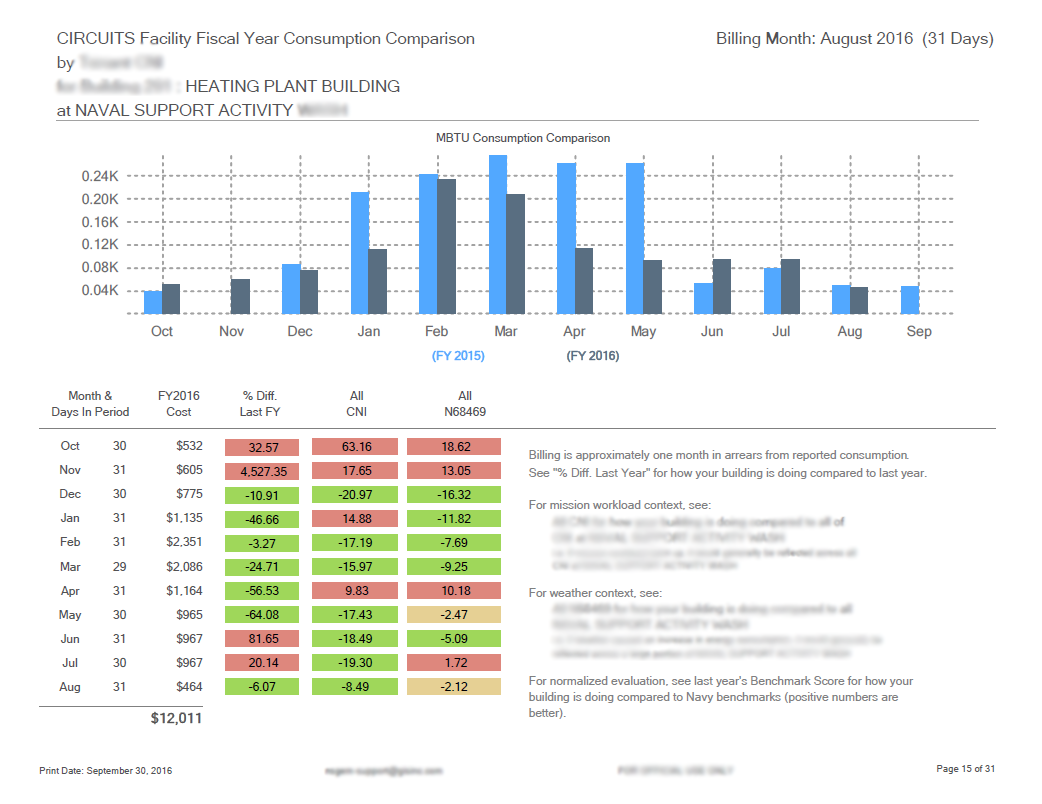 CIRCUITS Facility Fiscal Year Consumption Comparison
Billing Month: August 2016 (31 Days)
by
: HEATING PLANT BUILDING
at NAVAL SUPPORT ACTIVITY
MBTU Consumption Comparison
0.24K
0.20K
0.16K
0.12K
0.08K
0.04K
Oct Nov Dec Jan Feb Mar Apr May Jun Jul Aug Sep
(FY 2015) (FY 2016)
Month & FY2016 % Diff. All All
Days In Period Cost Last FY CNI N68469
Oct 30 $532 32.57 63.16 18.62
Nov 31 $605 4,527.35 17.65 13.05
Dec 30 $775 -10.91 -20.97 -16.32
Jan 31 $1,135 -46.66 14.88 -11.82
Feb 31 $2,351 -3.27 -17.19 -7.69
Mar 29 $2,086 -24.71 -15.97 -9.25
Apr 31 $1,164 -56.53 9.83 10.18
May 30 $965 -64.08 -17.43 -2.47
Jun 31 $967 81.65 -18.49 -5.09
Jul 30 $967 20.14 -19.30 1.72
Aug 31 $464 -6.07 -8.49 -2.12
$12,011
Billing is approximately one month in arrears from reported consumption.
See "% Diff. Last Year" for how your building is doing compared to last year.
For mission workload context, see:
For weather context, see:
For normalized evaluation, see last year's Benchmark Score for how your
building is doing compared to Navy benchmarks (positive numbers are
better).
Print Date: September 30, 2016
Page 15 of 31